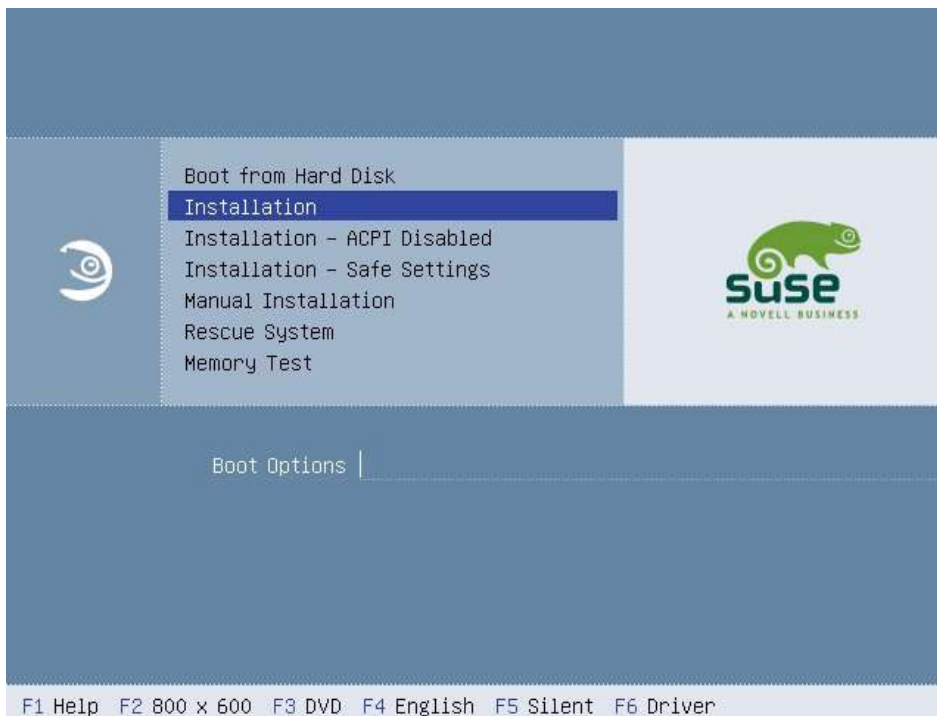 Boot from Hard Disk
Installation
Installation - ACPI Disabled
Installation - Safe Settings
Manual Installation
Rescue System
Memory Test
suse
A NOVELL BUSINESS
Boot Options
F1 Help F2 800 x 600 F3 DVD F4 English F5 Silent F6 Driver